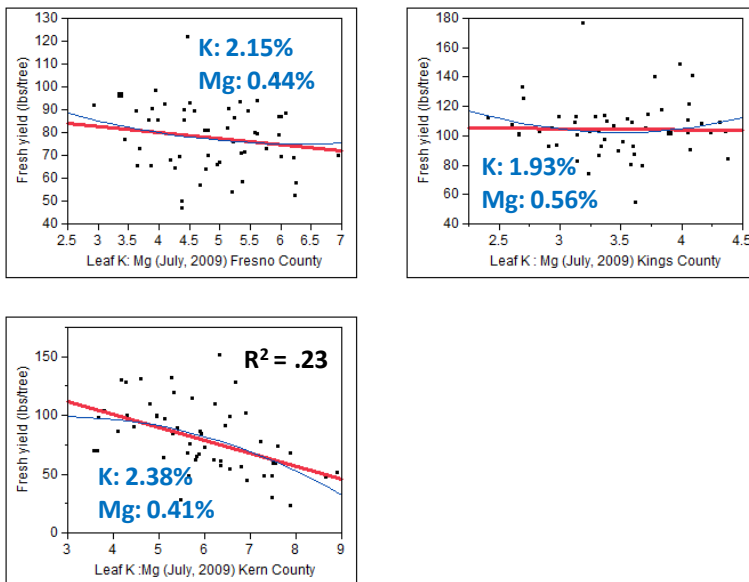 130
120
110
100
90
80
70
60
50
40
Fresh yield (lbs/tree)
K: 2.15%
Mg: 0.44%
2.5 3 3.5 4 4.5 5 5.5 6 6.5 7
Leaf K: Mg (July, 2009) Fresno County
180
160
140
120
100
80
60
40
Fresh yield (lbs/tree)
K: 1.93%
Mg: 0.56%
2.5 3 3.5 4 4.5
Leaf K : Mg (July, 2009) Kings County
150
100
50
0
Fresh yield (lbs/tree)
R² = .23
K: 2.38%
Mg: 0.41%
3 4 5 6 7 8 9
Leaf K :Mg (July, 2009) Kern County